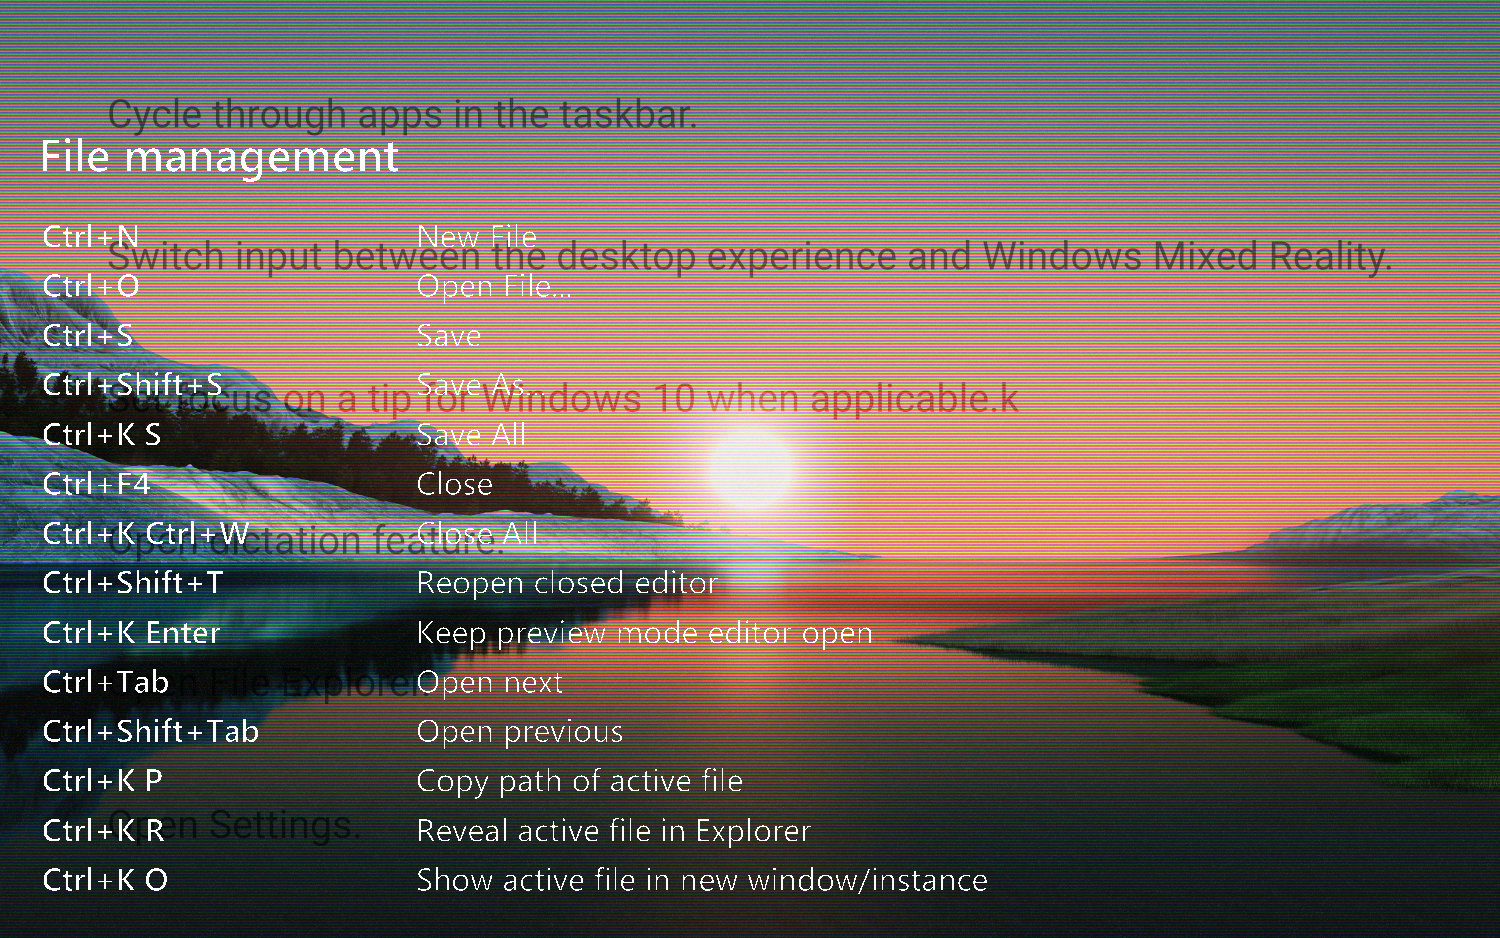 Cycle through apps in the taskbar.
File management
Ctrl+N New File
Switch input between the desktop experience and Windows Mixed Reality.
Ctrl+O Open File...
Ctrl+S Save
Ctrl+Shift+S Save As...
Set focus on a tip for Windows 10 when applicable.k
Ctrl+K S Save All
Ctrl+F4 Close
Ctrl+K Ctrl+W Close All
Open dictation feature.
Ctrl+Shift+T Reopen closed editor
Ctrl+K Enter Keep preview mode editor open
Ctrl+Tab Open next
Open File Explorer.
Ctrl+Shift+Tab Open previous
Ctrl+K P Copy path of active file
Open Settings.
Ctrl+K R Reveal active file in Explorer
Ctrl+K O Show active file in new window/instance